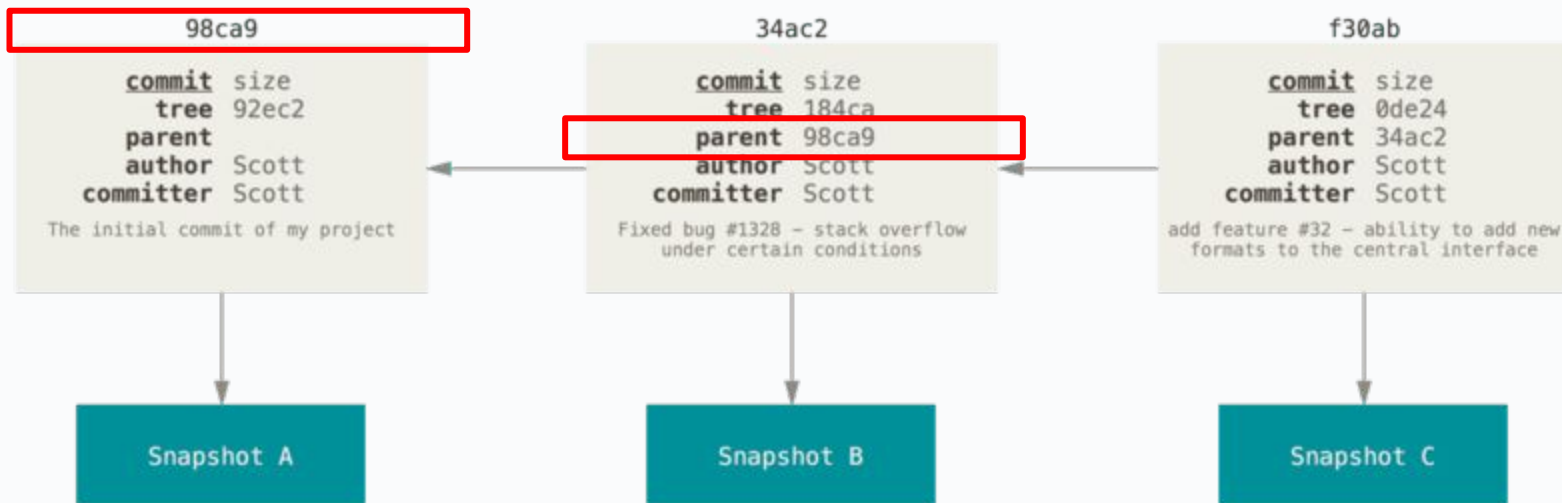 98ca9
commit size
tree 92ec2
parent
author Scott
committer Scott
The initial commit of my project
Snapshot A
34ac2
commit size
tree 184ca
parent 98ca9
author Scott
committer Scott
Fixed bug #1328 – stack overflow
under certain conditions
Snapshot B
f30ab
commit size
tree 0de24
parent 34ac2
author Scott
committer Scott
add feature #32 – ability to add new
formats to the central interface
Snapshot C